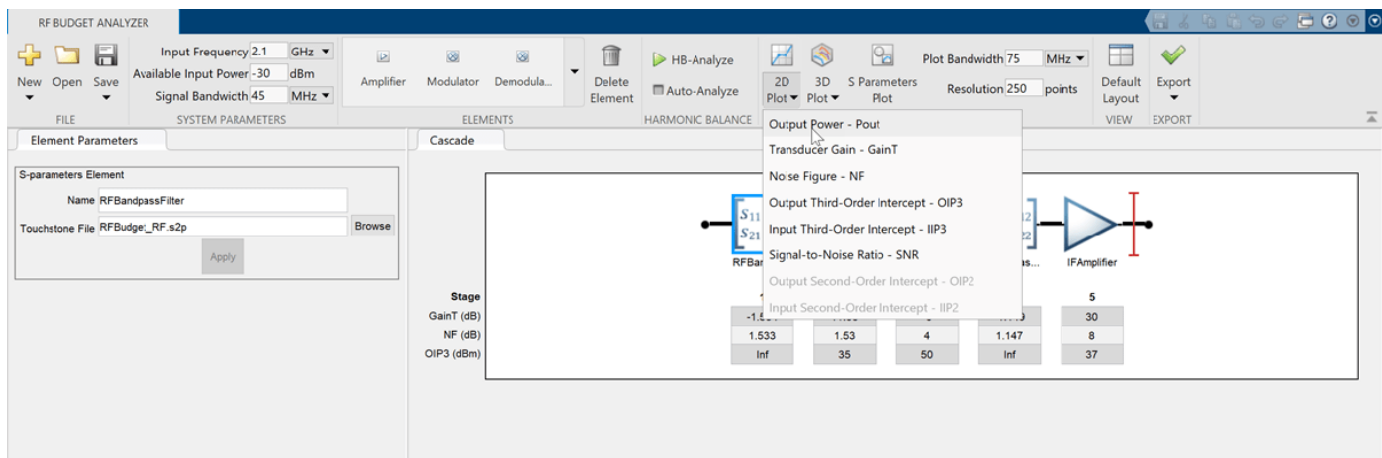 RF BUDGET ANALYZER
New
Open
Save
Input Frequency 2.1 GHz
Available Input Power -30 dBm
Signal Bandwicth 45 MHz
FILE
SYSTEM PARAMETERS
Amplifier
Modulator
Demodula...
ELEMENTS
Delete
Element
HB-Analyze
Auto-Analyze
HARMONIC BALANCE
2D
Plot
3D
Plot
S Parameters
Plot
Plot Bandwidth 75 MHz
Resolution 250 points
Default
Layout
VIEW
Export
EXPORT
Output Power - Pout
Transducer Gain - GainT
Noise Figure - NF
Output Third-Order Intercept - OIP3
Input Third-Order Intercept - IIP3
Signal-to-Noise Ratio - SNR
Output Second-Order Intercept - OIP2
Input Second-Order Intercept - IIP2
Element Parameters
S-parameters Element
Name RFBandpassFilter
Touchstone File RFBudget_RF.s2p Browse
Apply
Cascade
S11
S21
IFAmplifier
Stage 5
GainT (dB) 30
NF (dB) 1.533 1.53 4 1.147 8
OIP3 (dBm) Inf 35 50 Inf 37